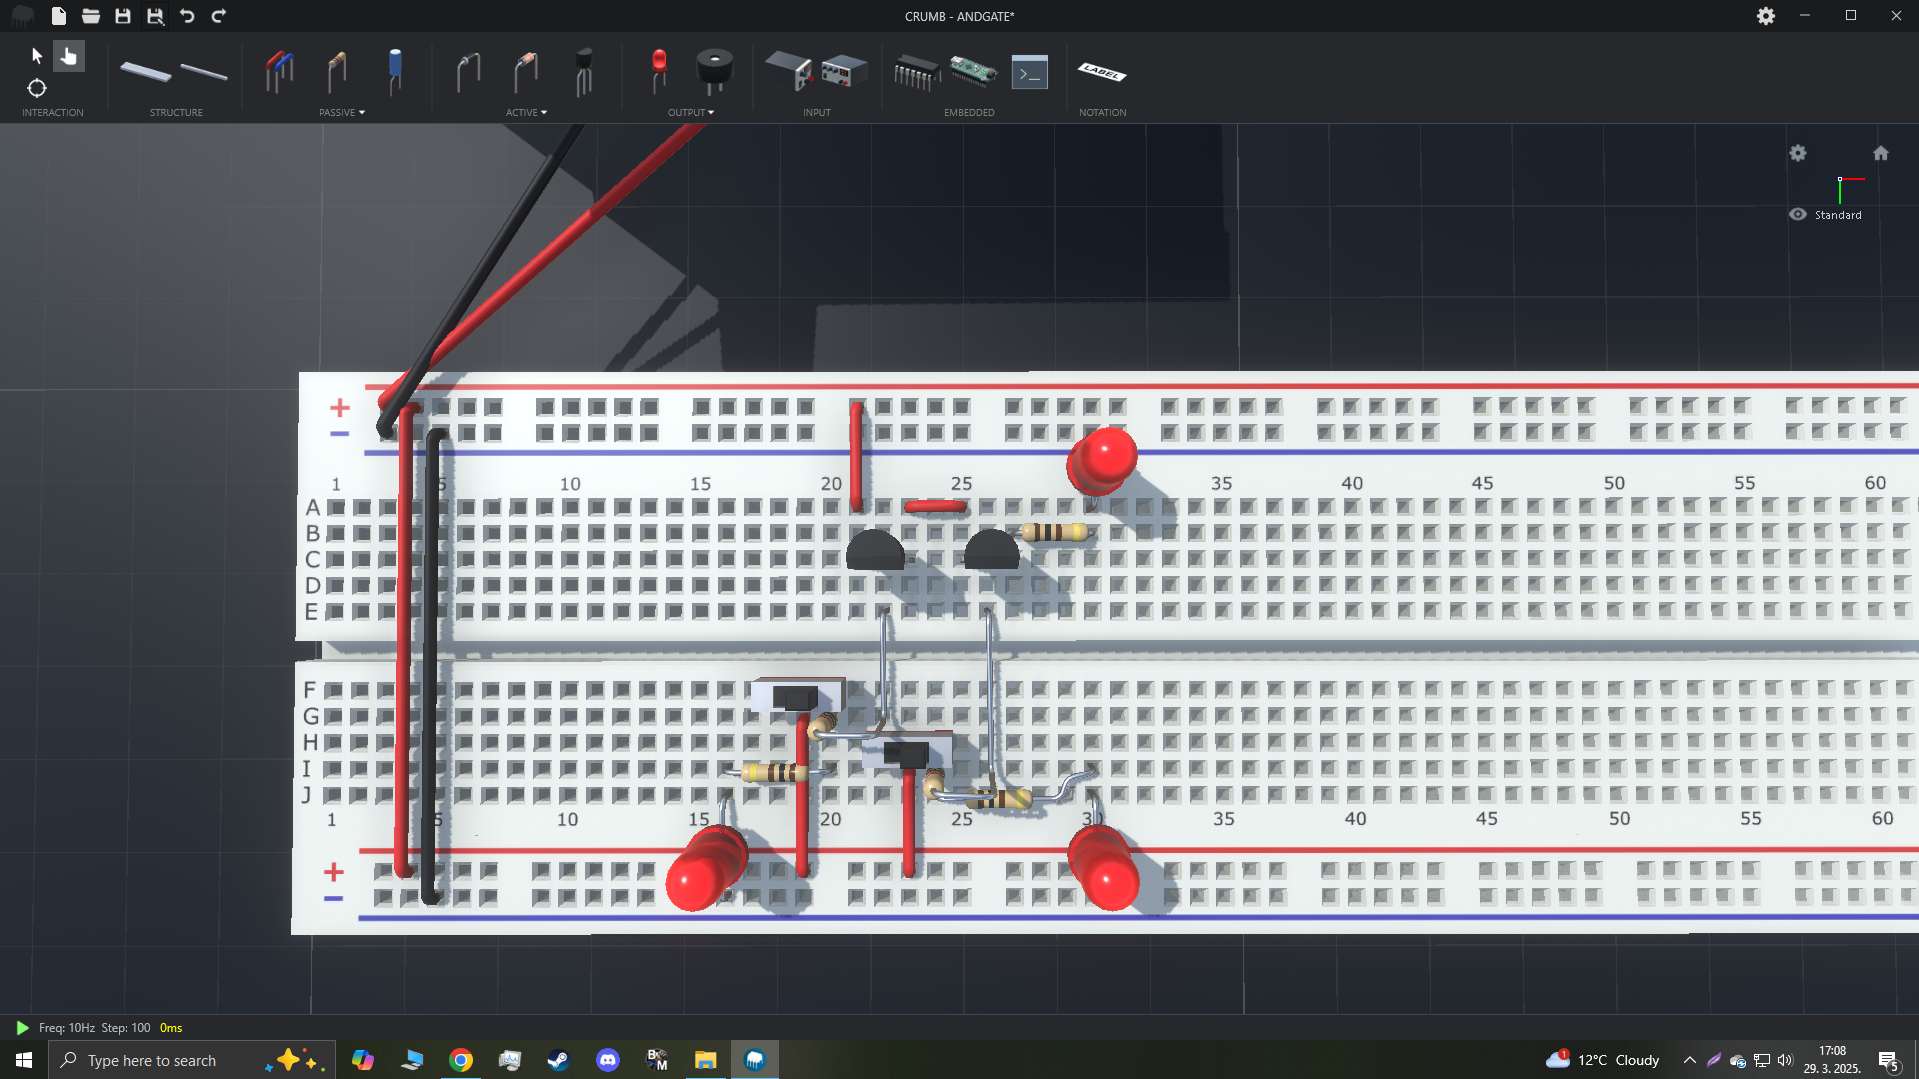 CRUMB - ANDGATE*
LABEL
INTERACTION
STRUCTURE
PASSIVE
ACTIVE
OUTPUT
INPUT
EMBEDDED
NOTATION
Standard
+
−
1 5 10 15 20 25 35 40 45 50 55 60
A
B
C
D
E
F
G
H
I
J
1 5 10 15 20 25 30 35 40 45 50 55 60
+
−
Freq: 10Hz Step: 100 0ms
Type here to search
B M
1
12°C Cloudy
17:08
29. 3. 2025.
5